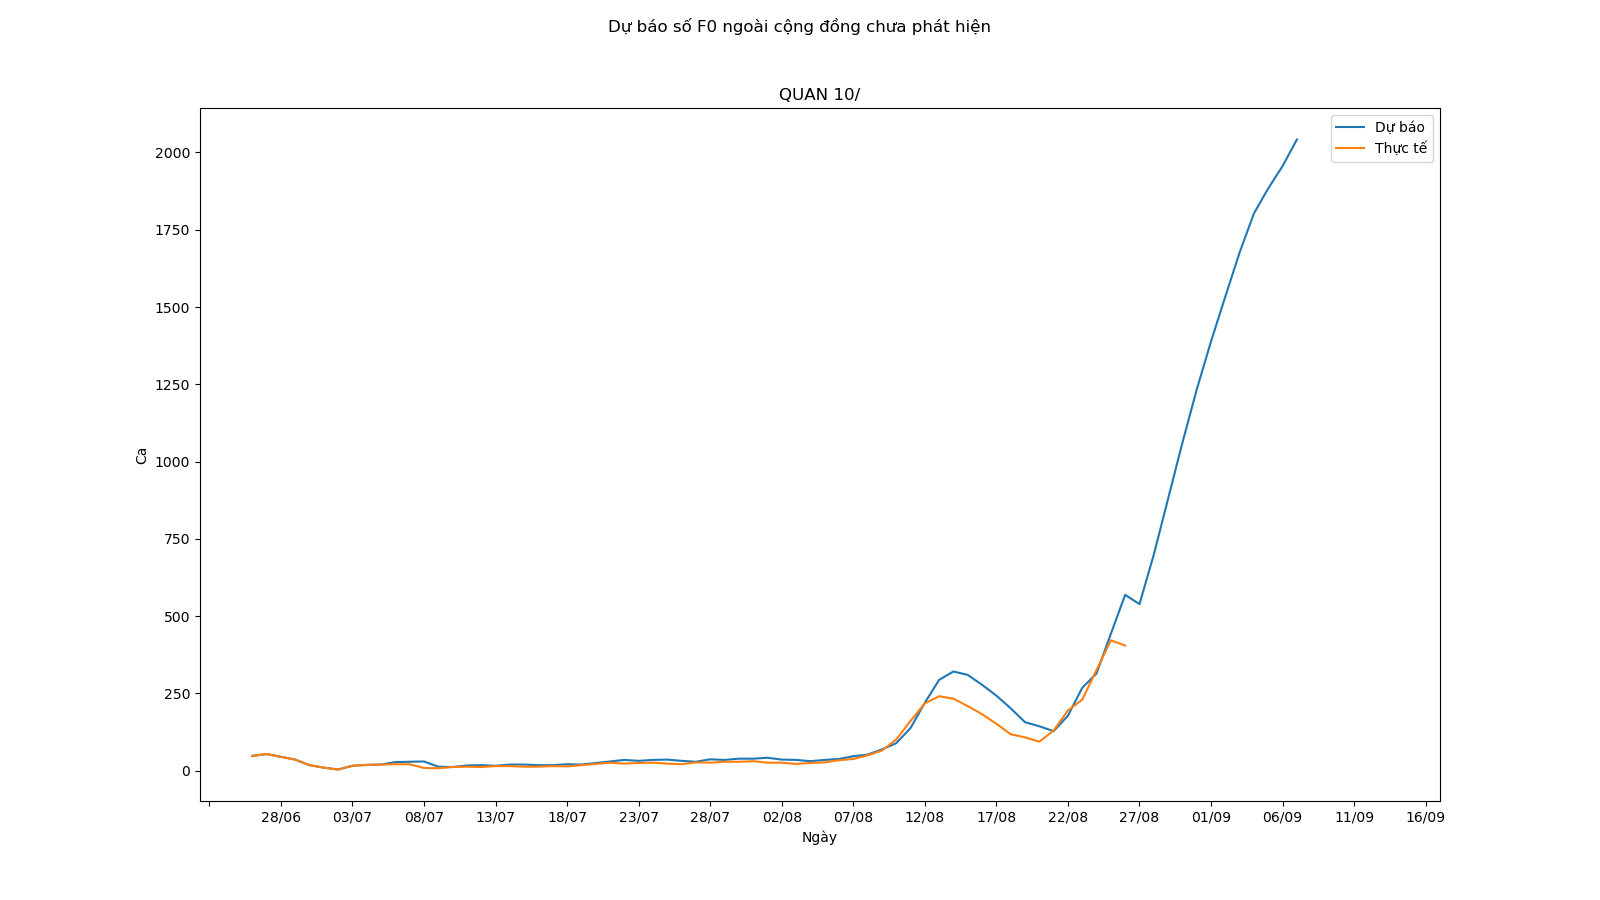 Dự báo số F0 ngoài cộng đồng chưa phát hiện
QUAN 10/
Dự báo
Thực tế
2000
1750
1500
1250
1000
750
500
250
0
Ca
28/06 03/07 08/07 13/07 18/07 23/07 28/07 02/08 07/08 12/08 17/08 22/08 27/08 01/09 06/09 11/09 16/09
Ngày